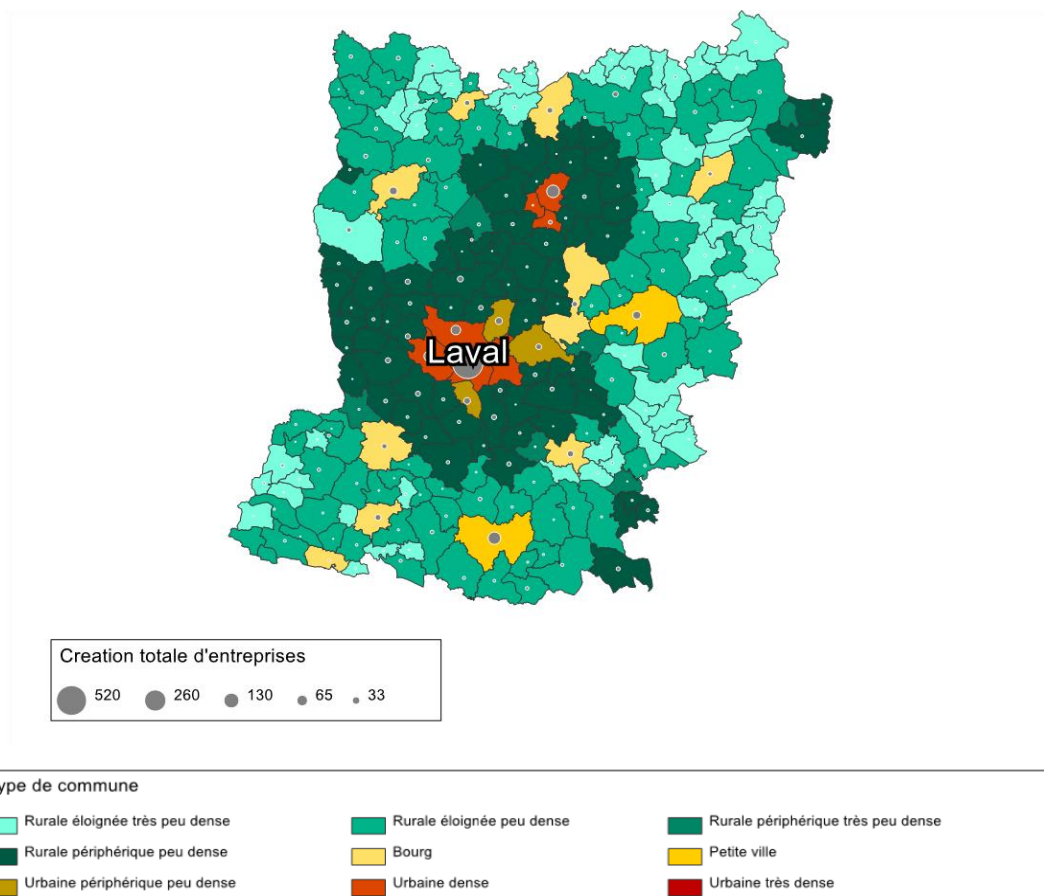 Laval
Creation totale d'entreprises
520 260 130 65 33
ype de commune
Rurale éloignée très peu dense Rurale éloignée peu dense Rurale périphérique très peu dense
Rurale périphérique peu dense Bourg Petite ville
Urbaine périphérique peu dense Urbaine dense Urbaine très dense